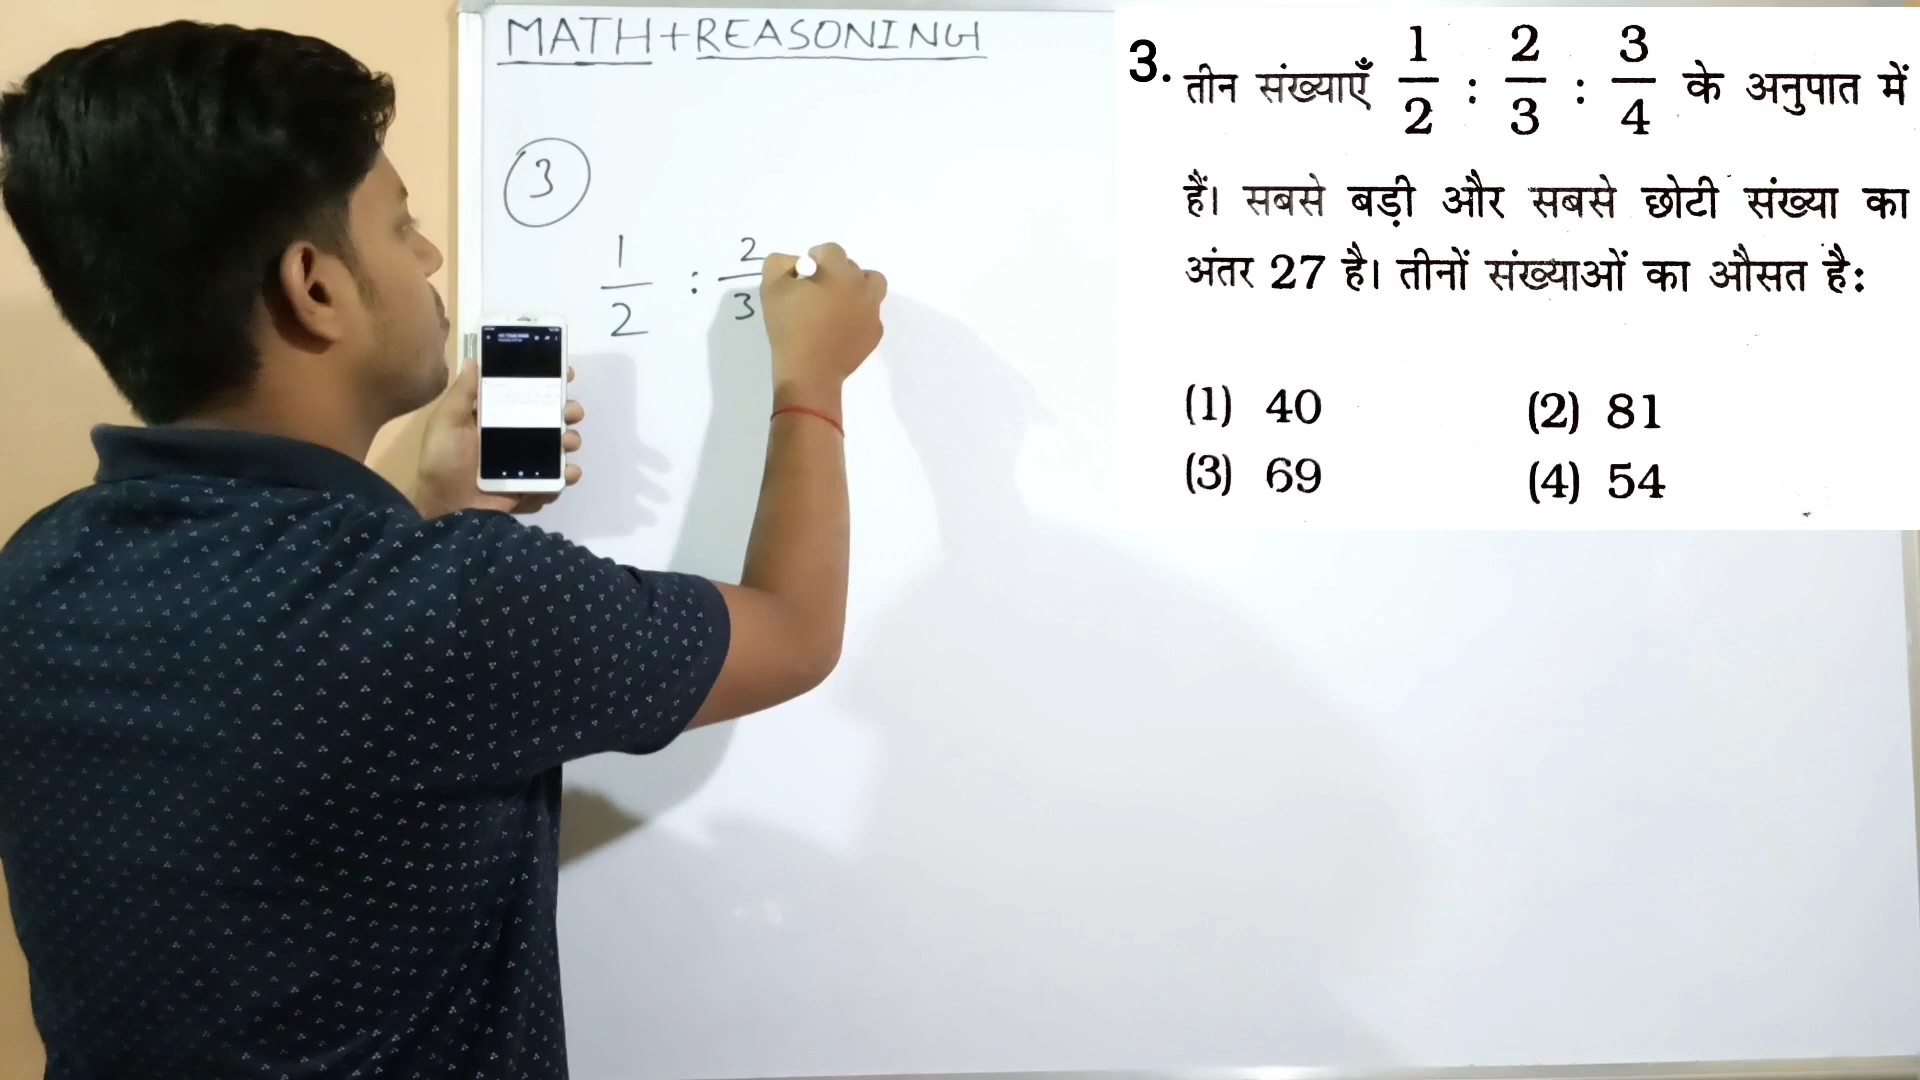 MATH+REASONING
3
1/2 : 2/3
3. तीन संख्याएँ 1/2 : 2/3 : 3/4 के अनुपात में
हैं। सबसे बड़ी और सबसे छोटी संख्या का
अंतर 27 है। तीनों संख्याओं का औसत है:
(1) 40 (2) 81
(3) 69 (4) 54